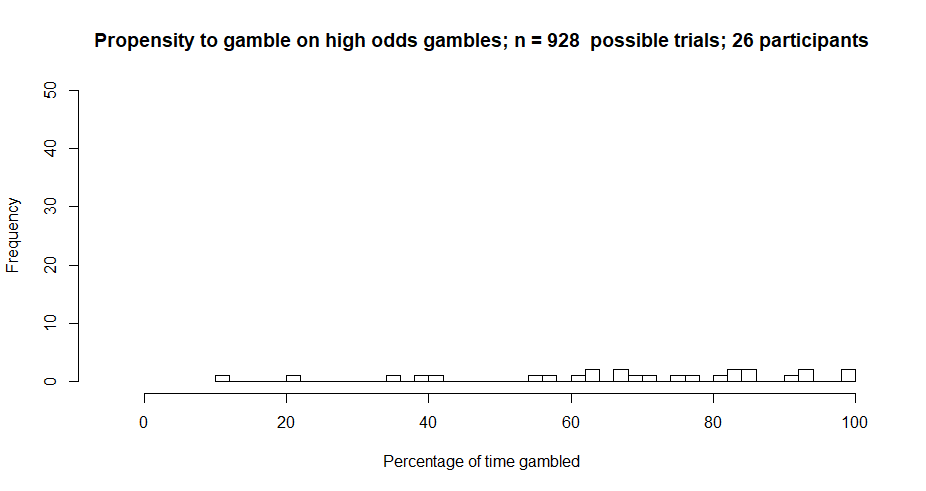 Propensity to gamble on high odds gambles; n = 928  possible trials; 26 participants
50
40
30
20
10
0
Frequency
0 20 40 60 80 100
Percentage of time gambled